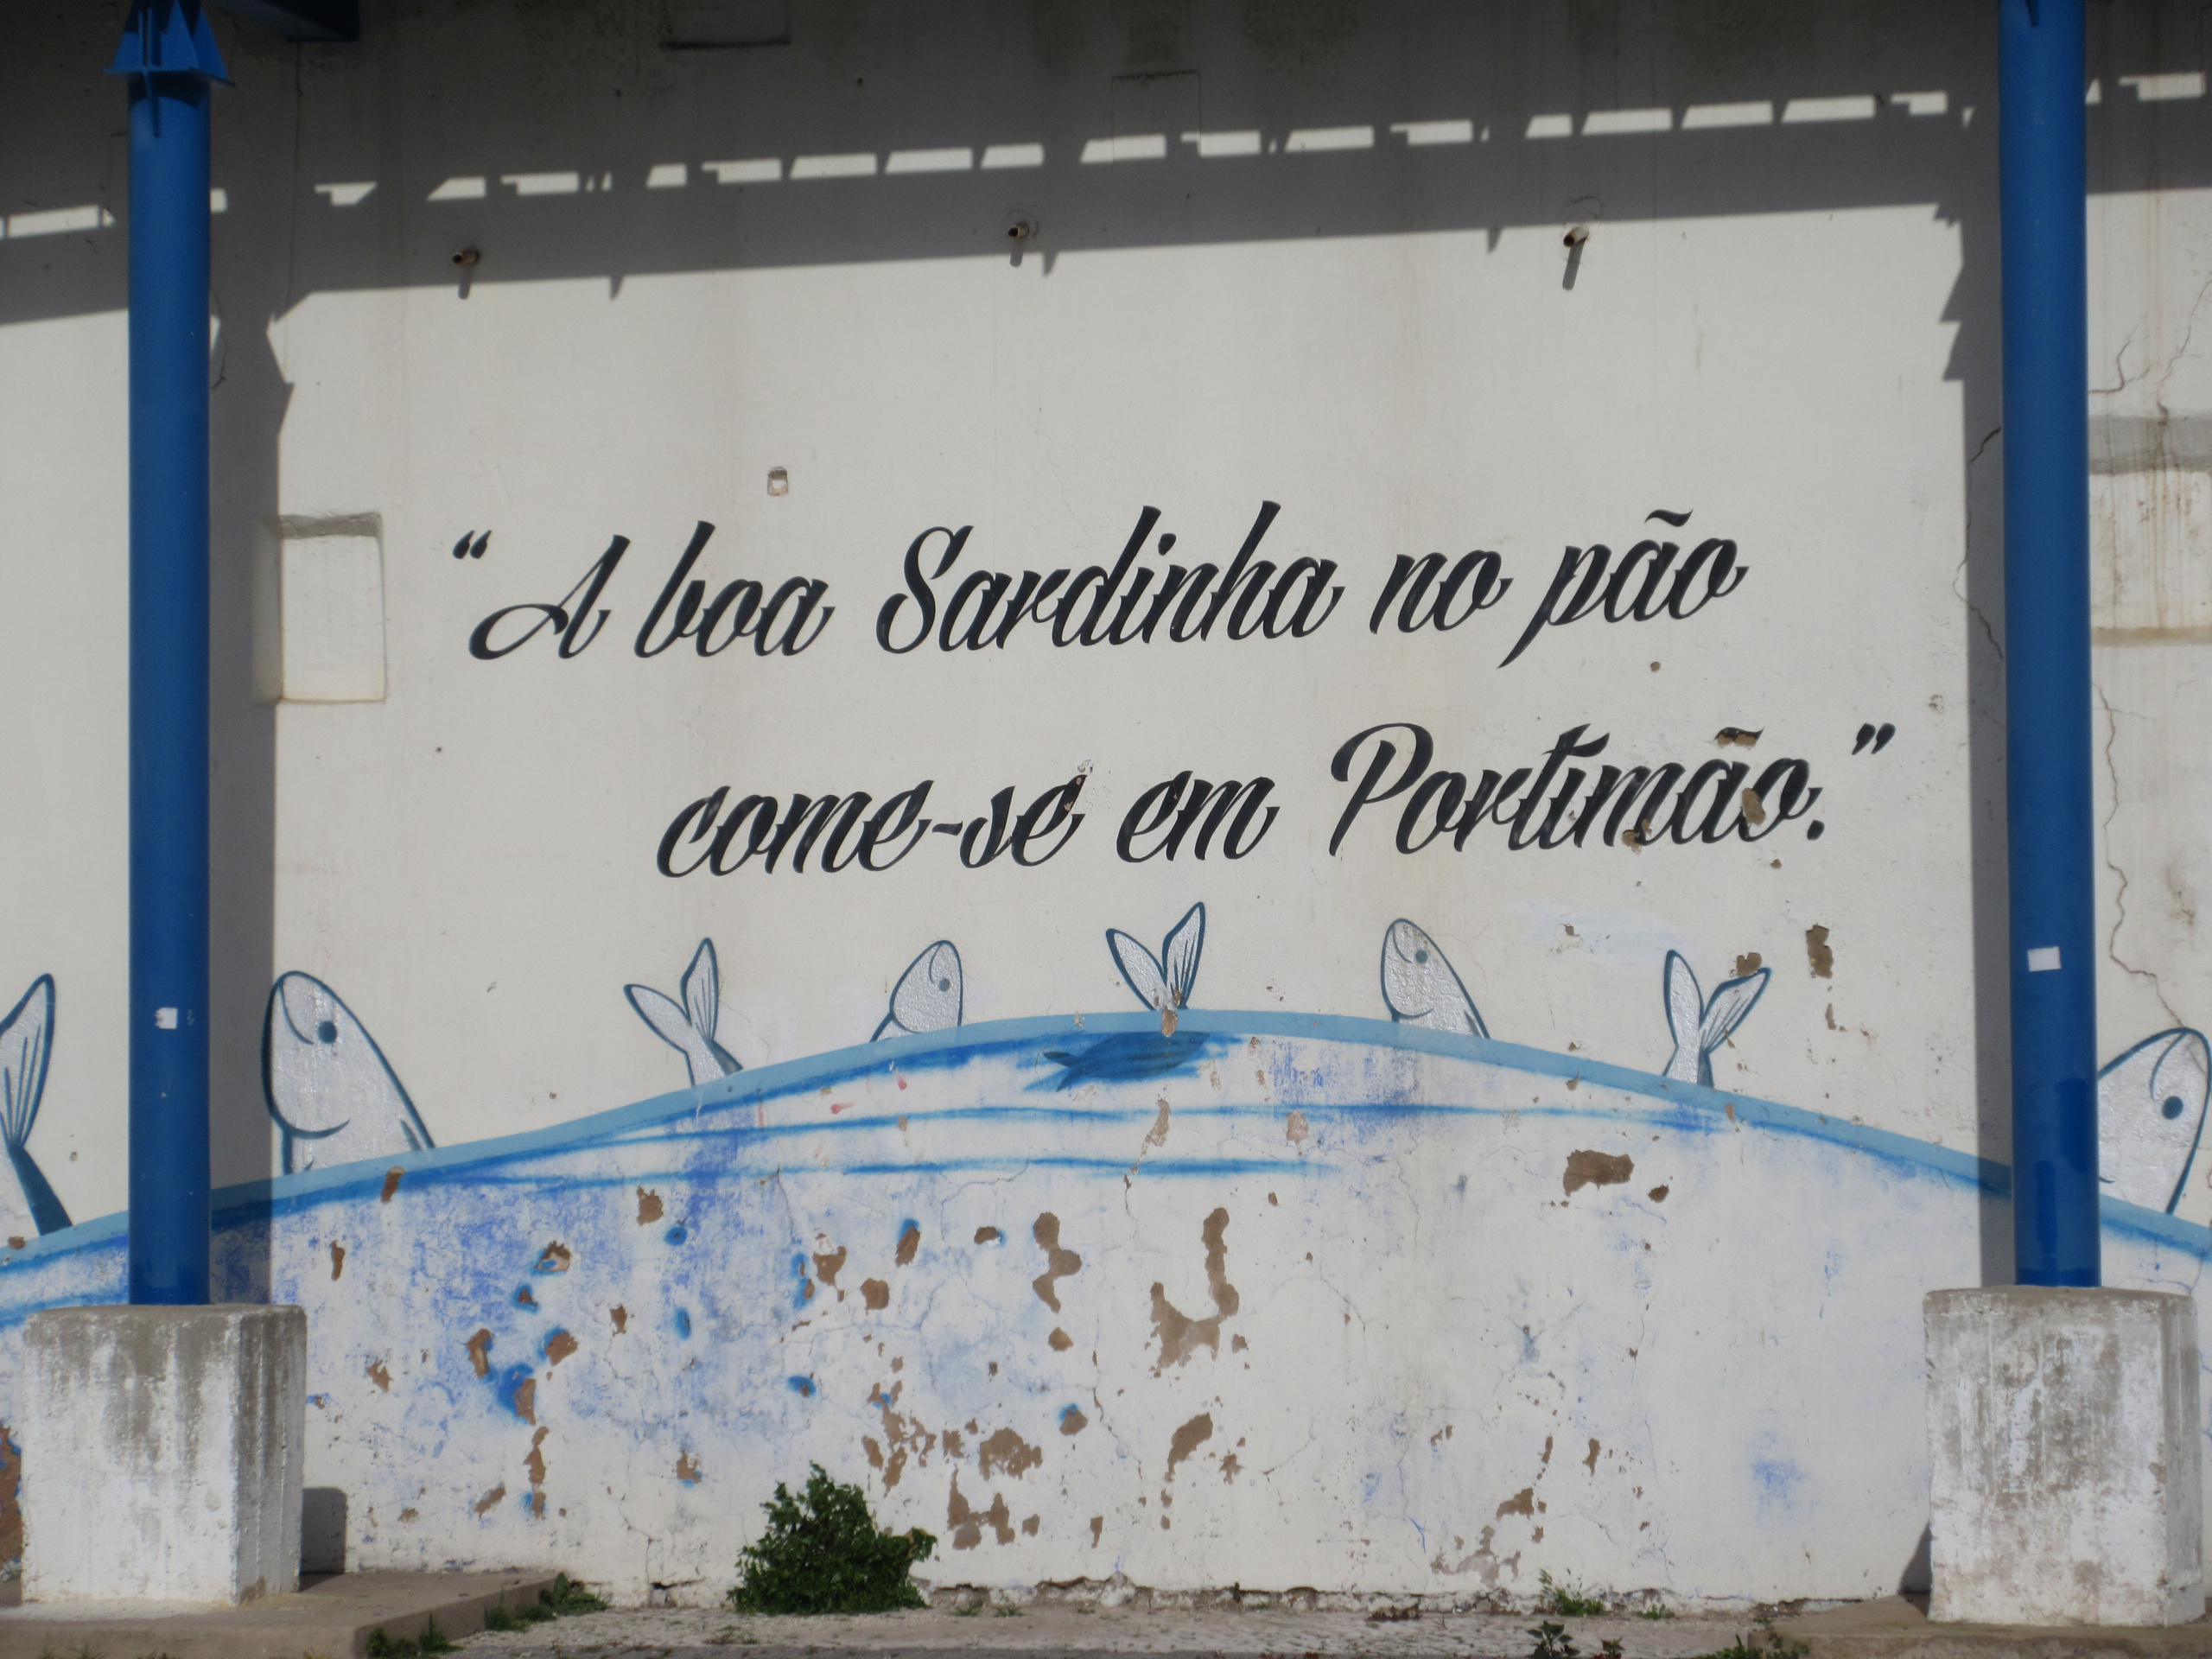 “A boa Sardinha no pão
come-se em Portimão.”